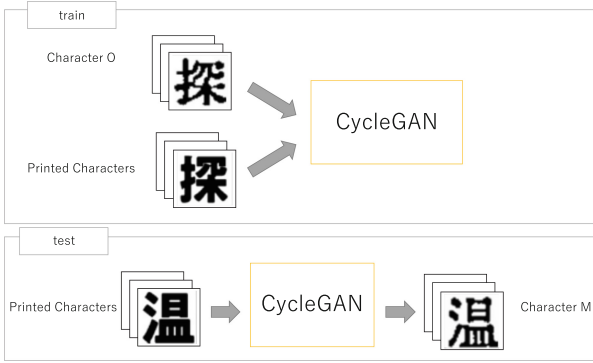 train
Character O
探
CycleGAN
Printed Characters
探
test
Printed Characters
温
CycleGAN
温
Character M